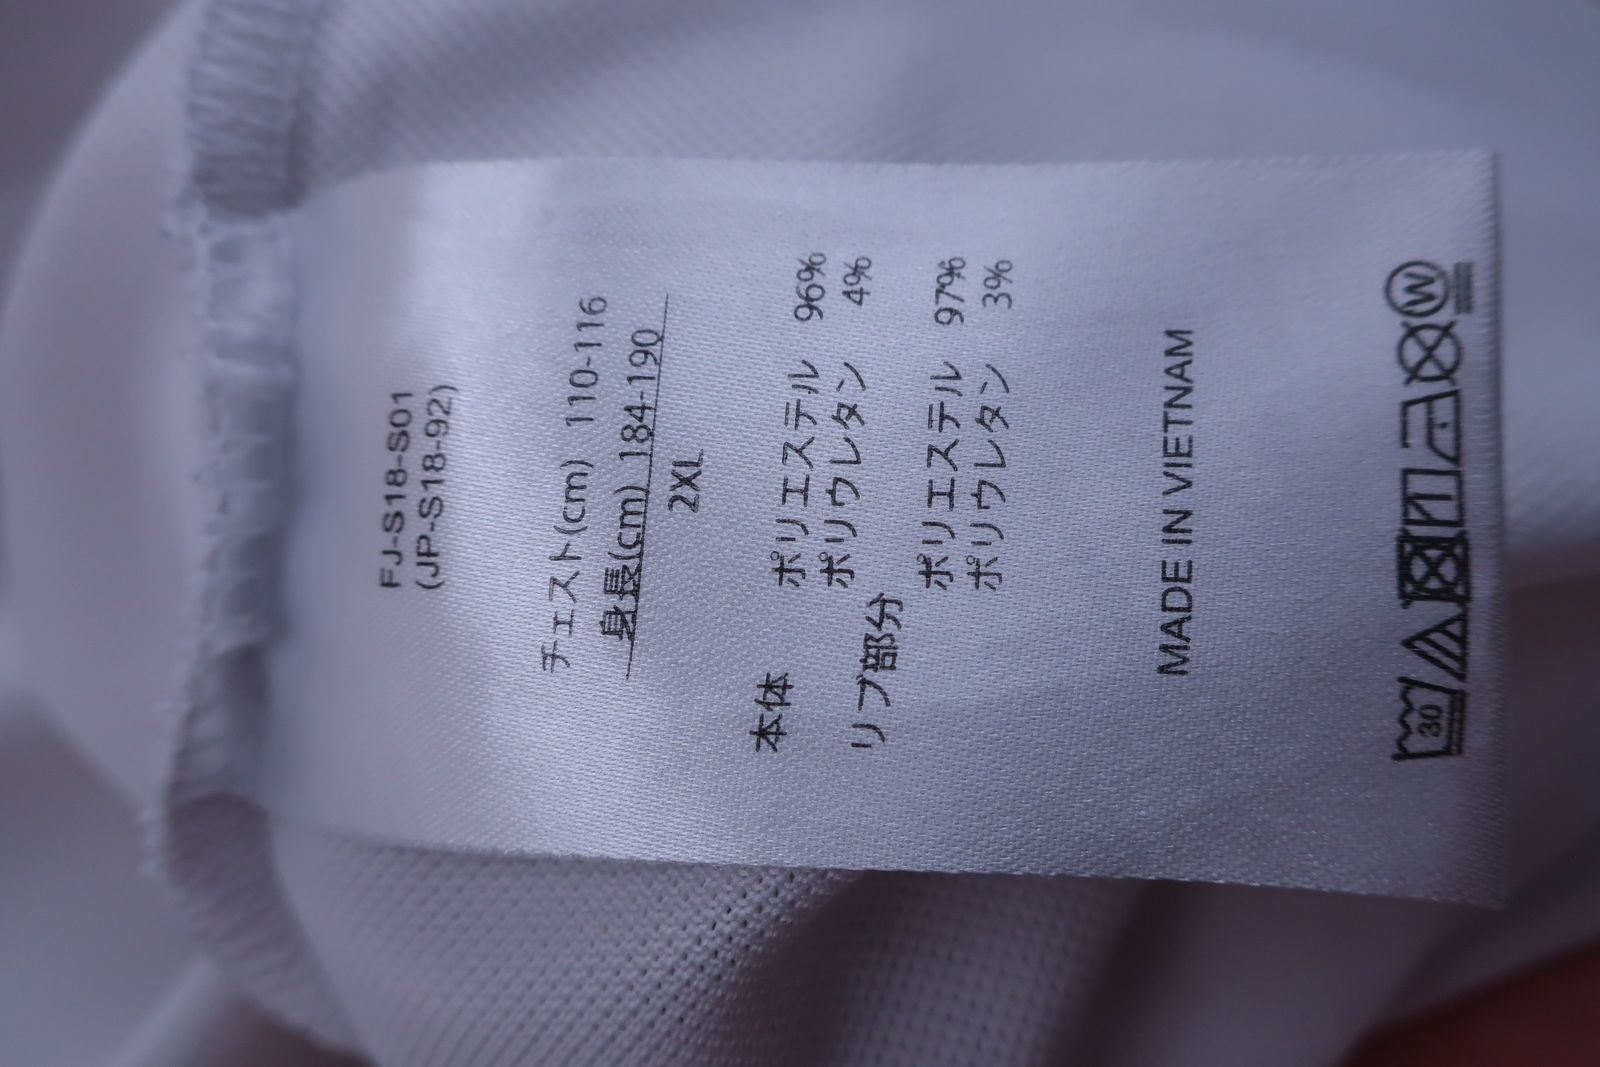 FJ-S18-S01
(JP-S18-92)
チェスト(cm) 110-116
身長(cm) 184-190
2XL
本体
ポリエステル 96%
ポリウレタン 4%
リブ部分
ポリエステル 97%
ポリウレタン 3%
MADE IN VIETNAM
30 W